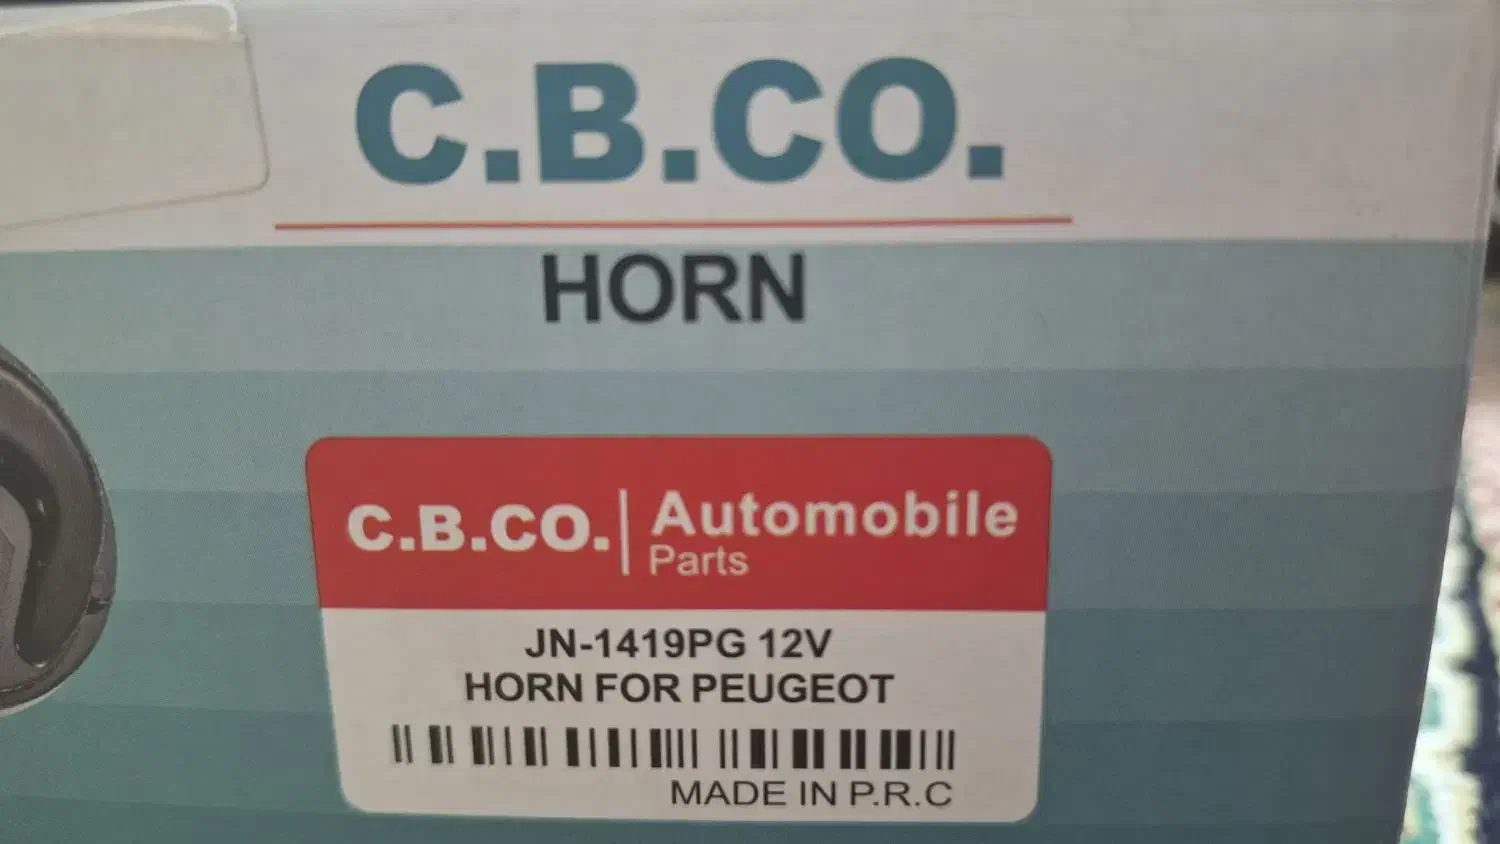 C.B.CO.
HORN
C.B.CO. | Automobile
Parts
JN-1419PG 12V
HORN FOR PEUGEOT
MADE IN P.R.C